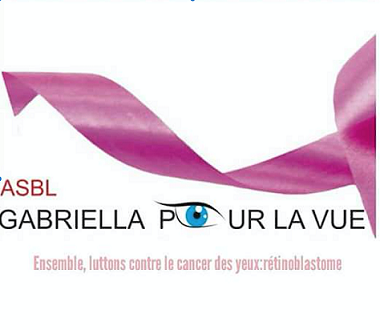 ASBL
GABRIELLA POUR LA VUE
Ensemble, luttons contre le cancer des yeux:rétinoblastome